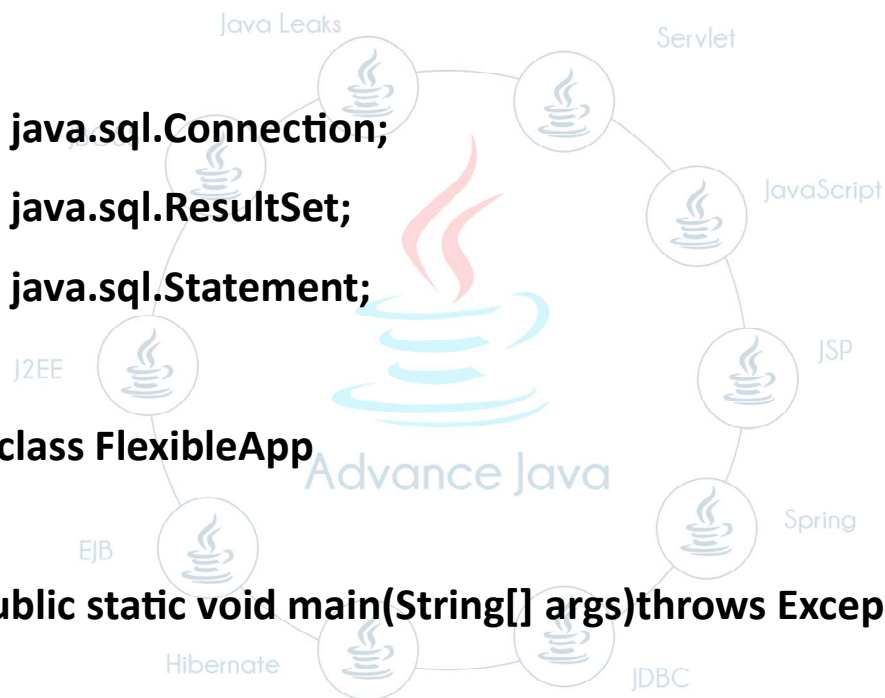 Java Leaks
Servlet
java.sql.Connection;
java.sql.ResultSet;
JavaScript
java.sql.Statement;
J2EE
JSP
class FlexibleApp
Advance Java
Spring
EJB
ublic static void main(String[] args)throws Excep
Hibernate
JDBC